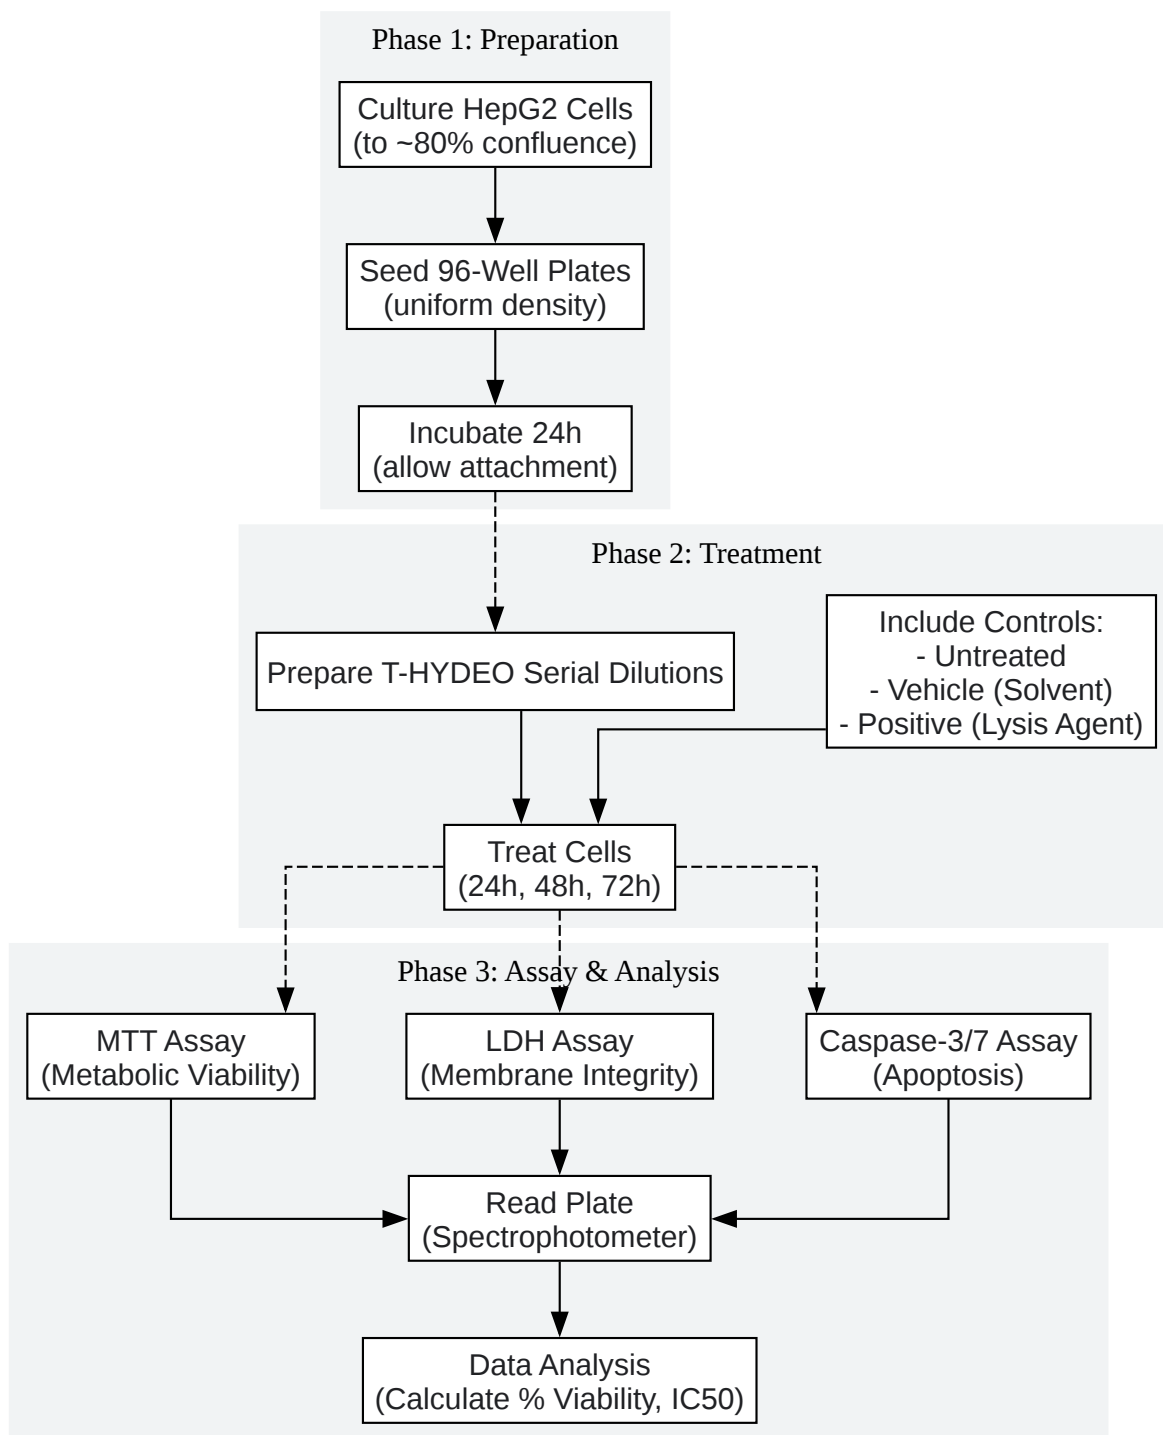 Phase 1: Preparation
Culture HepG2 Cells
(to ~80% confluence)
Seed 96-Well Plates
(uniform density)
Incubate 24h
(allow attachment)
Phase 2: Treatment
Include Controls:
- Untreated
- Vehicle (Solvent)
- Positive (Lysis Agent)
Prepare T-HYDEO Serial Dilutions
Treat Cells
(24h, 48h, 72h)
Phase 3: Assay & Analysis
MTT Assay
(Metabolic Viability)
LDH Assay
(Membrane Integrity)
Caspase-3/7 Assay
(Apoptosis)
Read Plate
(Spectrophotometer)
Data Analysis
(Calculate % Viability, IC50)